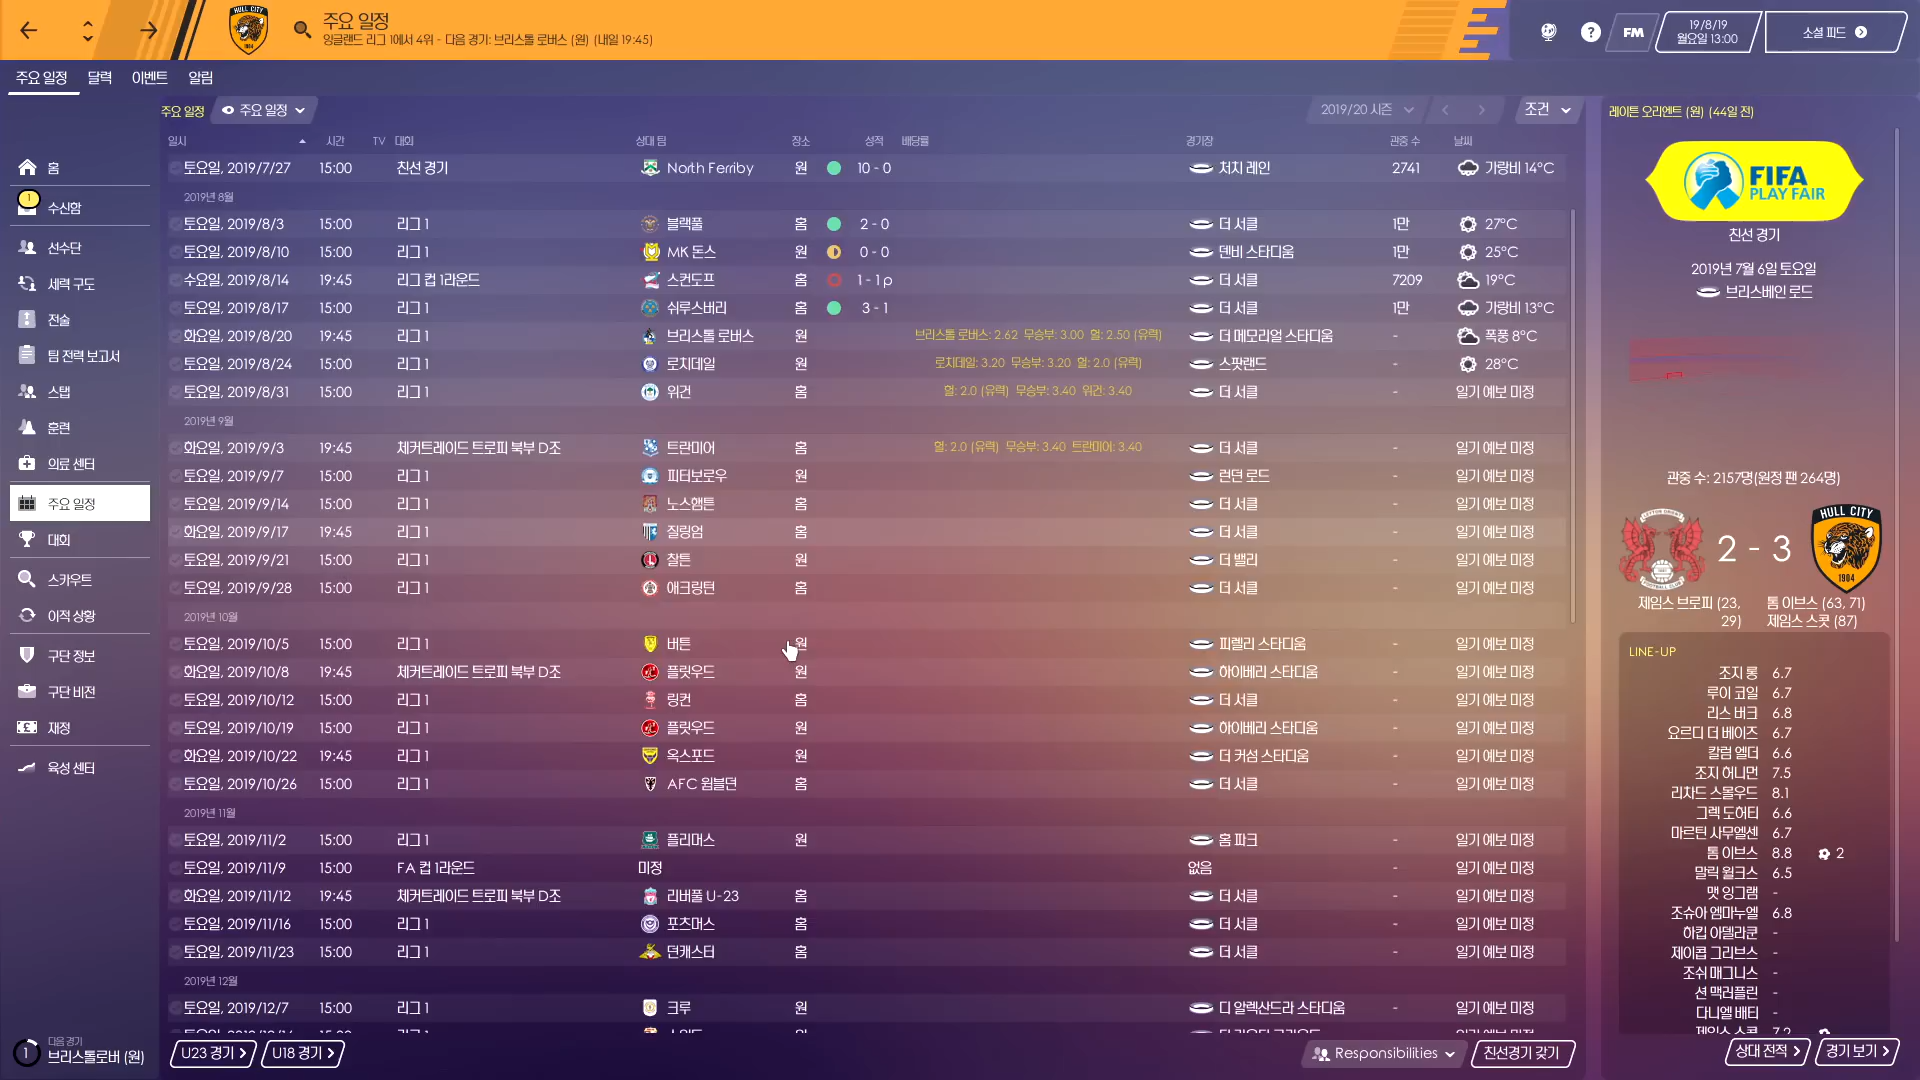 주요 일정
잉글랜드 리그 1에서 4위 - 다음 경기: 브리스톨 로버스 (원) (내일 19:45)
HULL CITY 1904
FM
19/8/19
월요일 13:00
소셜 피드
주요 일정 달력 이벤트 알림
주요 일정 주요 일정 2019/20 시즌 조건
일시 시간 TV 대회 상대 팀 장소 성적 배당률 경기장 관중 수 날씨
토요일, 2019/7/27 15:00 친선 경기 North Ferriby 원 10 - 0 처치 레인 2741 가랑비 14°C
2019년 8월
토요일, 2019/8/3 15:00 리그 1 블랙풀 홈 2 - 0 더 서클 1만 27°C
토요일, 2019/8/10 15:00 리그 1 MK 돈스 원 0 - 0 덴비 스타디움 1만 25°C
수요일, 2019/8/14 19:45 리그 컵 1라운드 스컨도프 홈 1 - 1 p 더 서클 7209 19°C
토요일, 2019/8/17 15:00 리그 1 쉬루스버리 홈 3 - 1 더 서클 1만 가랑비 13°C
화요일, 2019/8/20 19:45 리그 1 브리스톨 로버스 원 브리스톨 로버스: 2.62 무승부: 3.00 헐: 2.50 (유력) 더 메모리얼 스타디움 - 폭풍 8°C
토요일, 2019/8/24 15:00 리그 1 로치데일 원 로치데일: 3.20 무승부: 3.20 헐: 2.0 (유력) 스팟랜드 - 28°C
토요일, 2019/8/31 15:00 리그 1 위건 홈 헐: 2.0 (유력) 무승부: 3.40 위건: 3.40 더 서클 - 일기 예보 미정
2019년 9월
화요일, 2019/9/3 19:45 체커트레이드 트로피 북부 D조 트란미어 홈 헐: 2.0 (유력) 무승부: 3.40 트란미어: 3.40 더 서클 - 일기 예보 미정
토요일, 2019/9/7 15:00 리그 1 피터보로우 원 런던 로드 - 일기 예보 미정
토요일, 2019/9/14 15:00 리그 1 노스햄튼 홈 더 서클 - 일기 예보 미정
화요일, 2019/9/17 19:45 리그 1 질링엄 홈 더 서클 - 일기 예보 미정
토요일, 2019/9/21 15:00 리그 1 찰튼 원 더 밸리 - 일기 예보 미정
토요일, 2019/9/28 15:00 리그 1 애크링턴 홈 더 서클 - 일기 예보 미정
2019년 10월
토요일, 2019/10/5 15:00 리그 1 버튼 원 피렐리 스타디움 - 일기 예보 미정
화요일, 2019/10/8 19:45 체커트레이드 트로피 북부 D조 플릿우드 원 하이베리 스타디움 - 일기 예보 미정
토요일, 2019/10/12 15:00 리그 1 링컨 홈 더 서클 - 일기 예보 미정
토요일, 2019/10/19 15:00 리그 1 플릿우드 원 하이베리 스타디움 - 일기 예보 미정
화요일, 2019/10/22 19:45 리그 1 옥스포드 원 더 커섬 스타디움 - 일기 예보 미정
토요일, 2019/10/26 15:00 리그 1 AFC 윔블던 홈 더 서클 - 일기 예보 미정
2019년 11월
토요일, 2019/11/2 15:00 리그 1 플리머스 원 홈 파크 - 일기 예보 미정
토요일, 2019/11/9 15:00 FA 컵 1라운드 미정 없음 - 일기 예보 미정
화요일, 2019/11/12 19:45 체커트레이드 트로피 북부 D조 리버풀 U-23 홈 더 서클 - 일기 예보 미정
토요일, 2019/11/16 15:00 리그 1 포츠머스 홈 더 서클 - 일기 예보 미정
토요일, 2019/11/23 15:00 리그 1 던캐스터 홈 더 서클 - 일기 예보 미정
2019년 12월
토요일, 2019/12/7 15:00 리그 1 크루 원 디 알렉산드라 스타디움 - 일기 예보 미정
홈
1
수신함
선수단
세력 구도
전술
팀 전력 보고서
스탭
훈련
의료 센터
주요 일정
대회
스카우트
이적 상황
구단 정보
구단 비전
재정
육성 센터
1
다음 경기
브리스톨로버 (원)
U23 경기 U18 경기
Responsibilities 친선경기 갖기
레이튼 오리엔트 (원) (44일 전)
FIFA
PLAY FAIR
친선 경기
2019년 7월 6일 토요일
브리스베인 로드
관중 수: 2157명(원정 팬 264명)
HULL CITY 1904
2 - 3
제임스 브로피 (23, 29)
톰 이브스 (63, 71)
제임스 스콧 (87)
LINE-UP
조지 롱 6.7
루이 코일 6.7
리스 버크 6.8
요르디 더 베이즈 6.7
칼럼 엘더 6.6
조지 허니먼 7.5
리차드 스몰우드 8.1
그렉 도허티 6.6
마르틴 사무엘센 6.7
톰 이브스 8.8 2
말릭 윌크스 6.5
맷 잉그램 -
조슈아 엠마누엘 6.8
하킵 아델라쿤 -
제이콥 그리브스 -
조쉬 매그니스 -
션 맥러플린 -
다니엘 배티 -
제임스 스콧 7.2
상대 전적 경기 보기